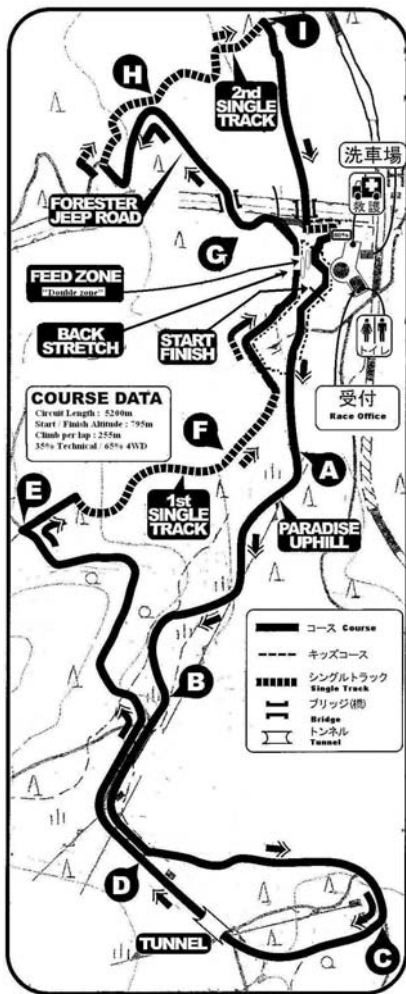 I
H
2nd
SINGLE
TRACK
洗車場
救護
FORESTER
JEEP ROAD
G
FEED ZONE
"Double zone"
BACK
STRETCH
START
FINISH
トイレ
受付
Race Office
COURSE DATA
Circuit Length : 5200m
Start / Finish Altitude : 795m
Climb per lap : 255m
35% Technical / 65% 4WD
F
E
1st
SINGLE
TRACK
A
PARADISE
UPHILL
コース Course
キッズコース
シングルトラック
Single Track
ブリッジ(橋)
Bridge
トンネル
Tunnel
B
D
TUNNEL
C